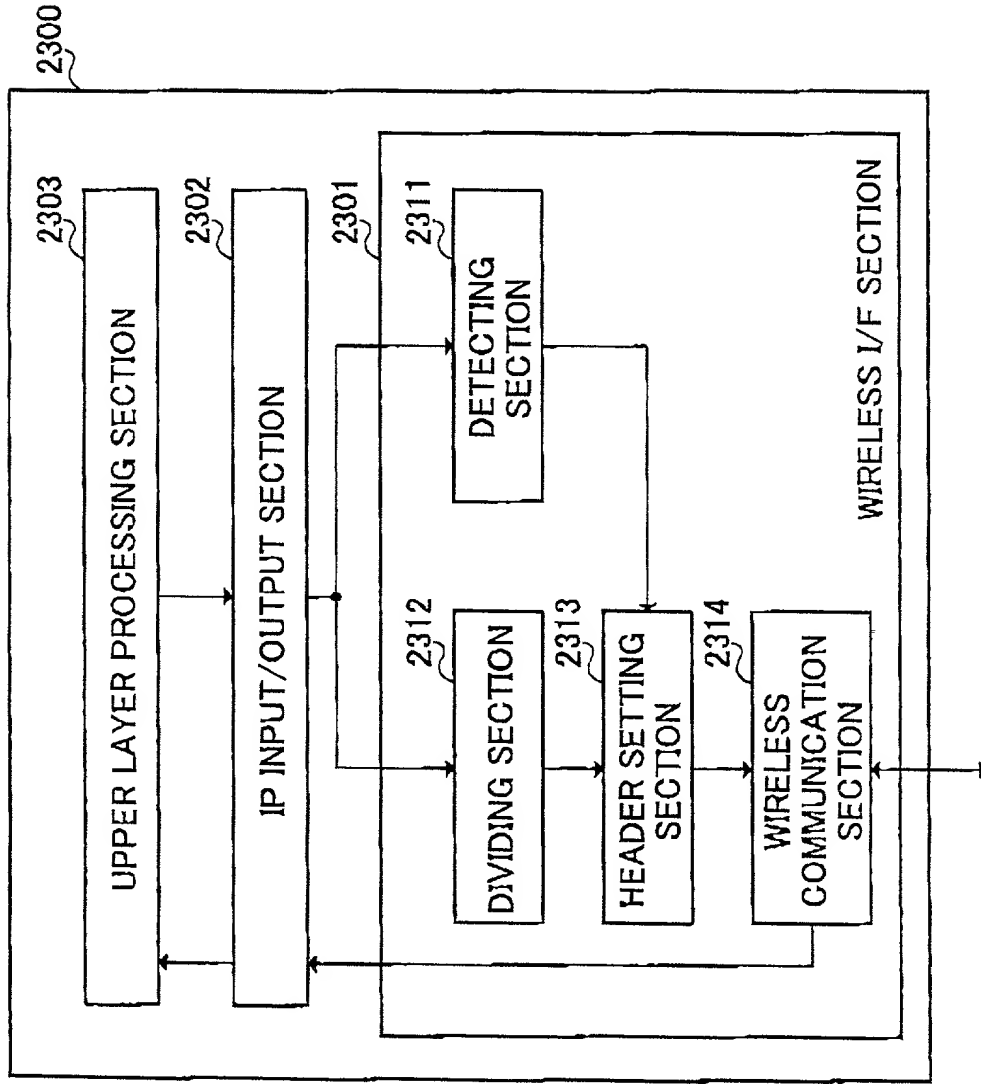 2300
2303
UPPER LAYER PROCESSING SECTION
2302
IP INPUT/OUTPUT SECTION
2301
2312
DIVIDING SECTION
2311
DETECTING
SECTION
2313
HEADER SETTING
SECTION
2314
WIRELESS
COMMUNICATION
SECTION
WIRELESS I/F SECTION